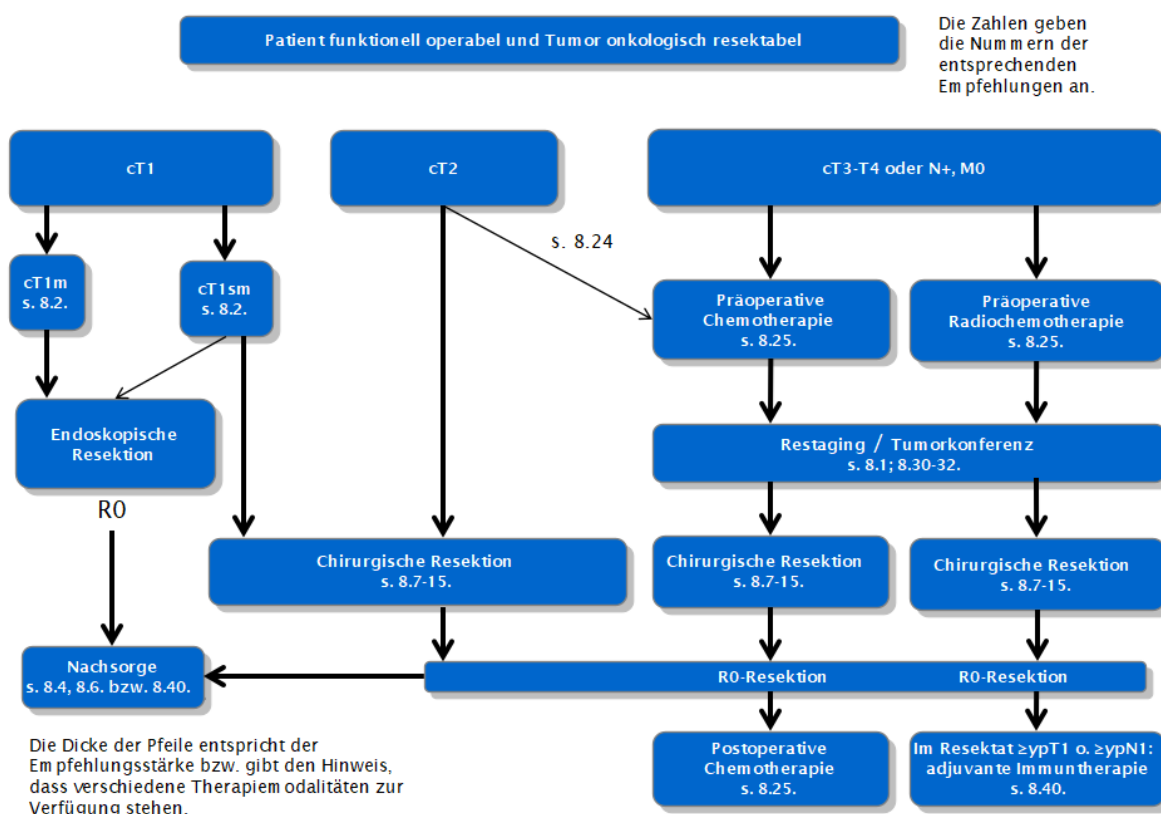 Patient funktionell operabel und Tumor onkologisch resektabel
Die Zahlen geben
die Nummern der
entsprechenden
Empfehlungen an.
cT1
cT2
cT3-T4 oder N+, M0
s. 8.24
cT1m
s. 8.2.
cT1sm
s. 8.2.
Präoperative
Chemotherapie
s. 8.25.
Präoperative
Radiochemotherapie
s. 8.25.
Endoskopische
Resektion
Restaging / Tumorkonferenz
s. 8.1; 8.30-32.
R0
Chirurgische Resektion
s. 8.7-15.
Chirurgische Resektion
s. 8.7-15.
Chirurgische Resektion
s. 8.7-15.
Nachsorge
s. 8.4, 8.6. bzw. 8.40.
R0-Resektion
R0-Resektion
Postoperative
Chemotherapie
s. 8.25.
Im Resektat ≥ypT1 o. ≥ypN1:
adjuvante Immuntherapie
s. 8.40.
Die Dicke der Pfeile entspricht der
Empfehlungsstärke bzw. gibt den Hinweis,
dass verschiedene Therapiemodalitäten zur
Verfügung stehen.